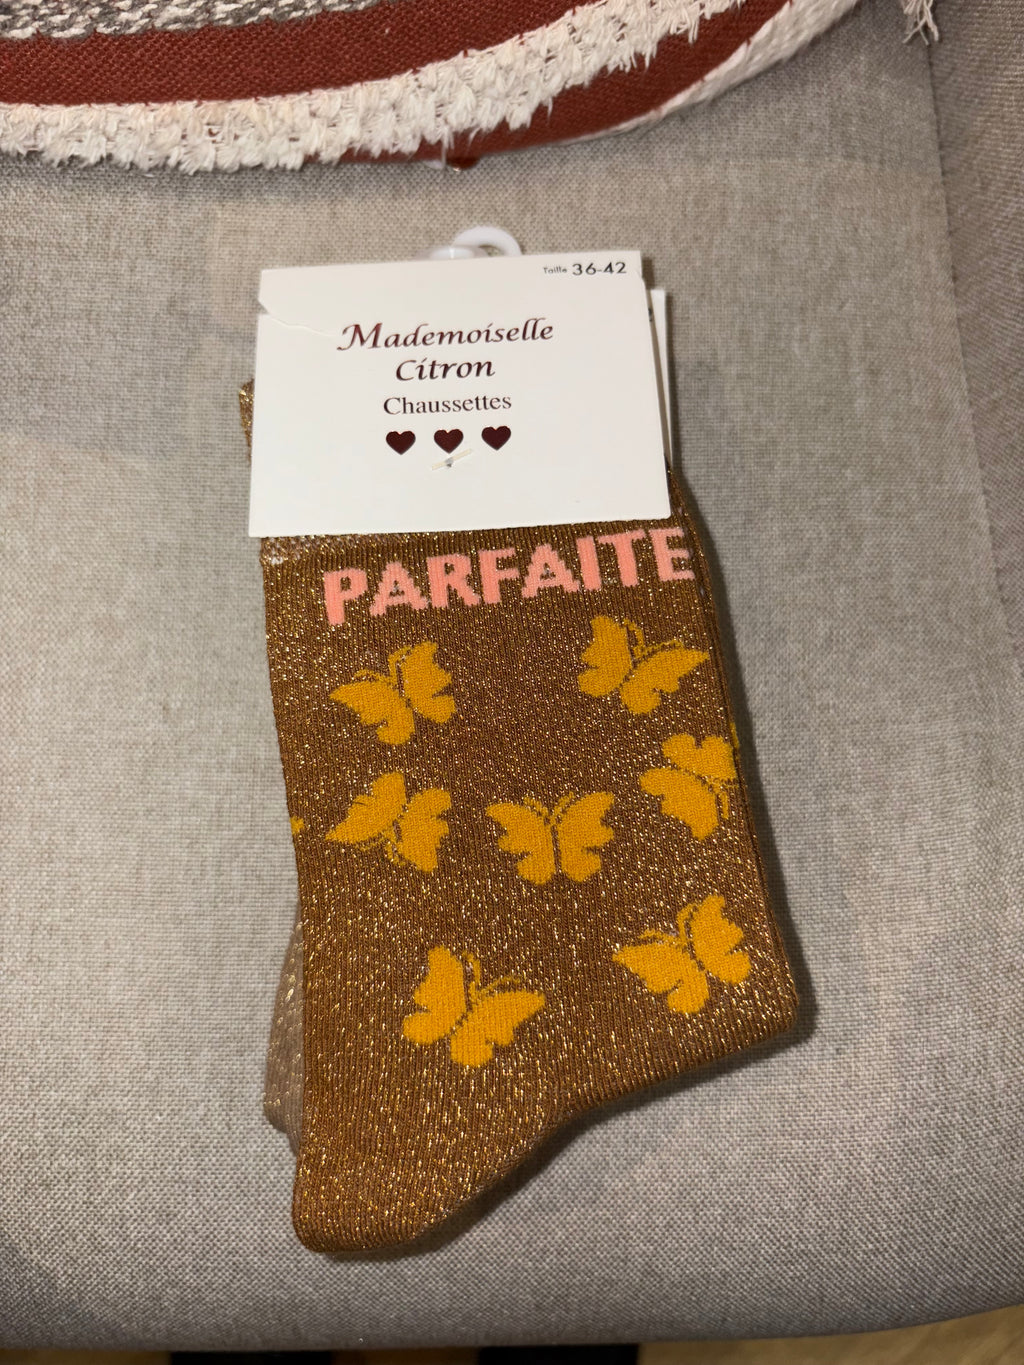 Taille 36-42
Mademoiselle
Citron
Chaussettes
PARFAITE